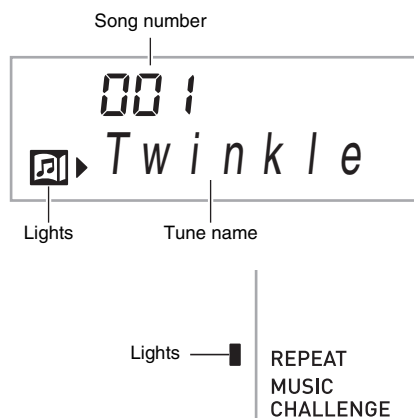 Song number
001
Twinkle
Lights
Tune name
Lights
REPEAT
MUSIC
CHALLENGE